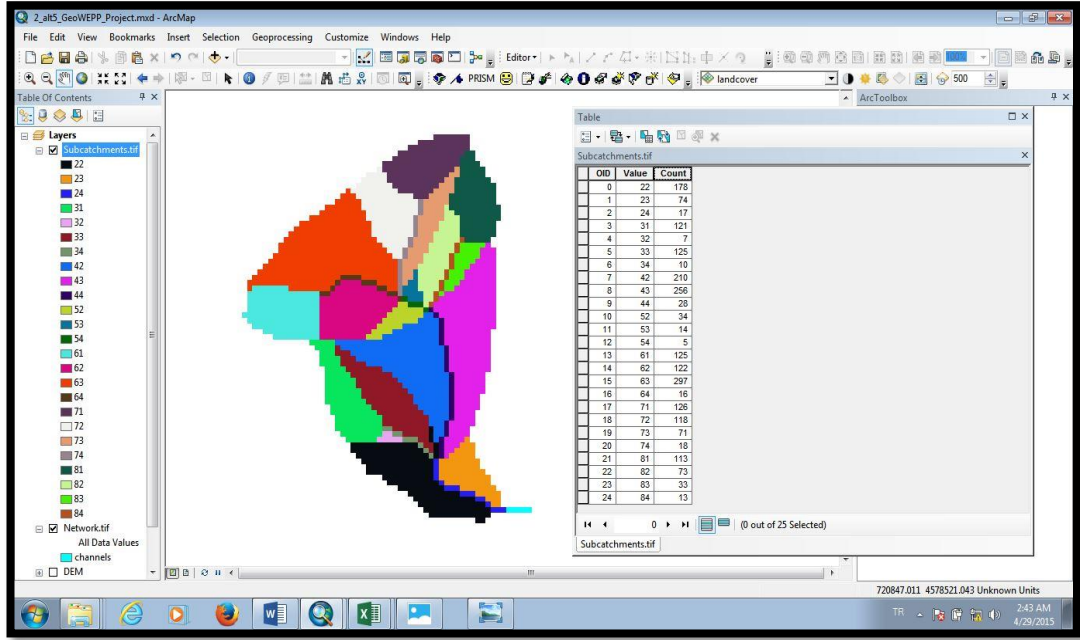 2_alt5_GeoWEPP_Project.mxd - ArcMap
File Edit View Bookmarks Insert Selection Geoprocessing Customize Windows Help
Editor 100%
PRISM landcover 500
Table Of Contents
ArcToolbox
Layers
Subcatchments.tif
22
23
24
31
32
33
34
42
43
44
52
53
54
61
62
63
64
71
72
73
74
81
82
83
84
Network.tif
All Data Values
channels
DEM
Table
Subcatchments.tif
OID Value Count
0 22 178
1 23 74
2 24 17
3 31 121
4 32 7
5 33 125
6 34 10
7 42 210
8 43 256
9 44 28
10 52 34
11 53 14
12 54 5
13 61 125
14 62 122
15 63 297
16 64 16
17 71 126
18 72 118
19 73 71
20 74 18
21 81 113
22 82 73
23 83 33
24 84 13
0 (0 out of 25 Selected)
Subcatchments.tif
720847.011 4578521.043 Unknown Units
TR 2:43 AM
4/29/2015